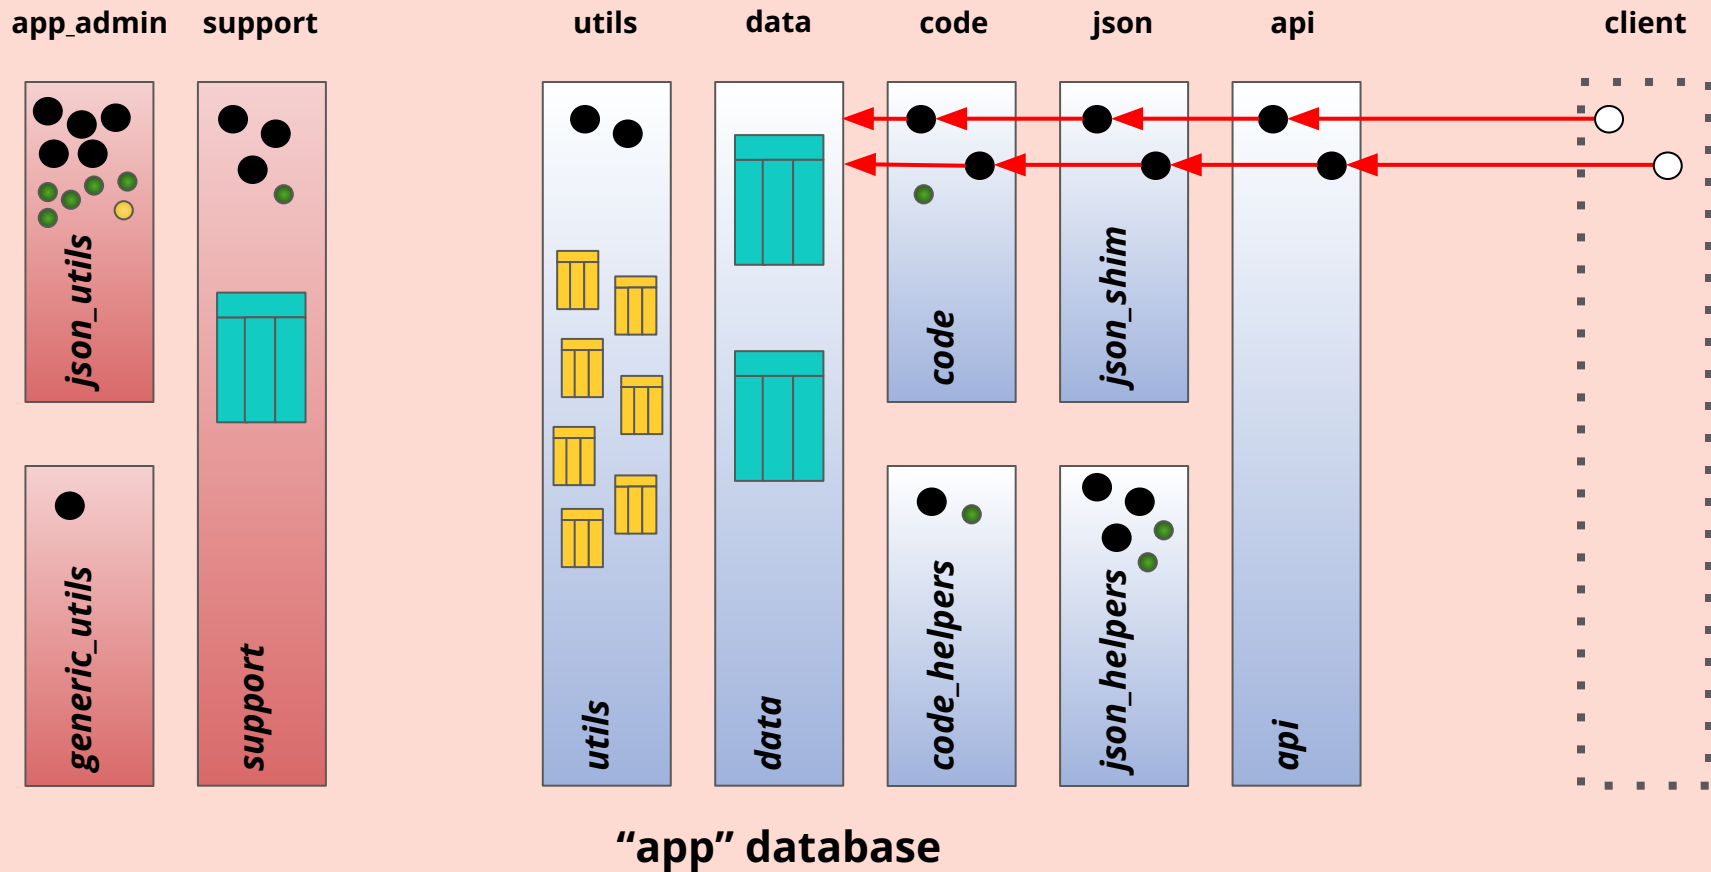 app_admin support utils data code json api client
json_utils
generic_utils
support
utils
data
code
code_helpers
json_shim
json_helpers
api
“app” database